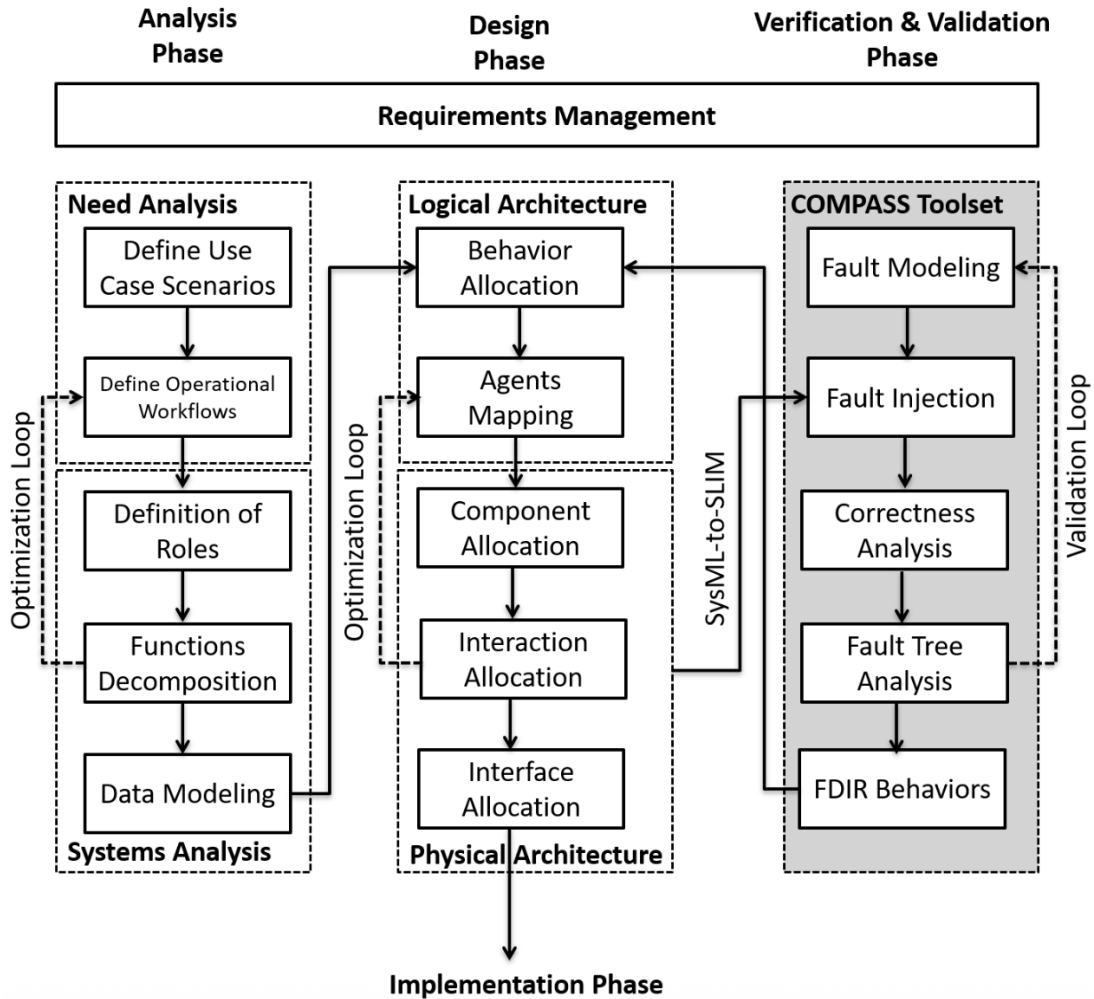 Analysis
Phase
Design
Phase
Verification & Validation
Phase
Requirements Management
Need Analysis
Define Use
Case Scenarios
Define Operational
Workflows
Definition of
Roles
Functions
Decomposition
Data Modeling
Systems Analysis
Optimization Loop
Logical Architecture
Behavior
Allocation
Agents
Mapping
Component
Allocation
Interaction
Allocation
Interface
Allocation
Physical Architecture
Optimization Loop
SysML-to-SLIM
COMPASS Toolset
Fault Modeling
Fault Injection
Correctness
Analysis
Fault Tree
Analysis
FDIR Behaviors
Validation Loop
Implementation Phase